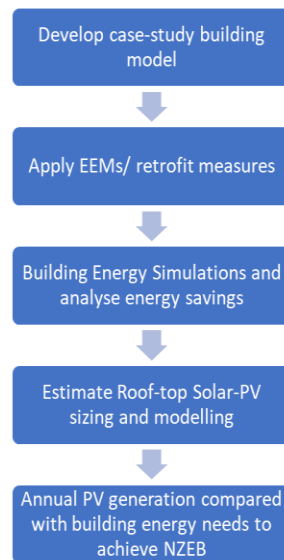 Develop case-study building
model
Apply EEMs/ retrofit measures
Building Energy Simulations and
analyse energy savings
Estimate Roof-top Solar-PV
sizing and modelling
Annual PV generation compared
with building energy needs to
achieve NZEB